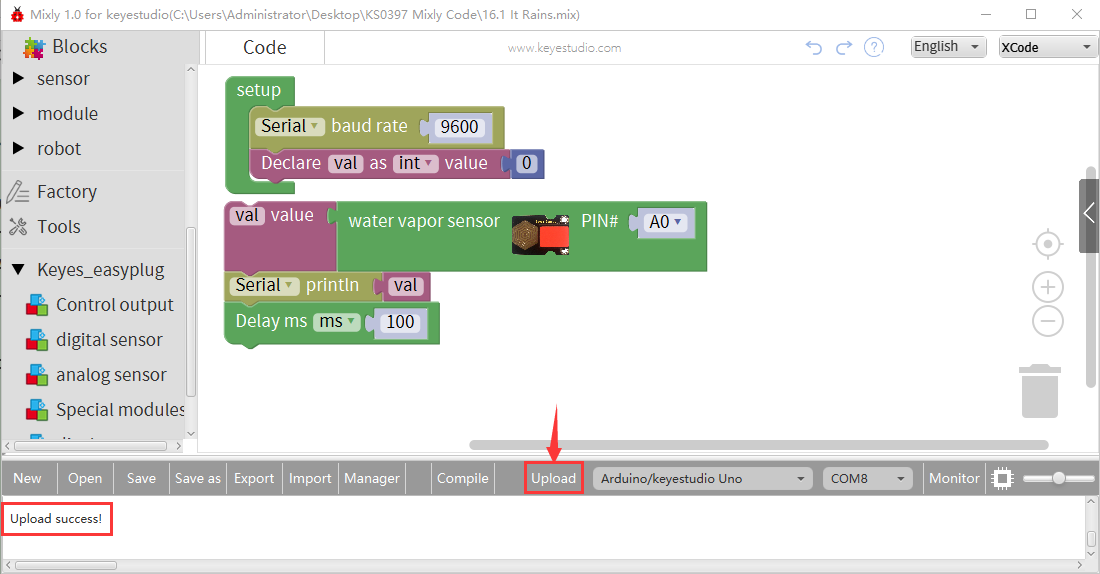 Mixly 1.0 for keyestudio(C:\Users\Administrator\Desktop\KS0397 Mixly Code\16.1 It Rains.mix)
Blocks
Code
www.keyestudio.com
English
XCode
sensor
module
robot
Factory
Tools
Keyes_easyplug
Control output
digital sensor
analog sensor
Special modules
setup
Serial baud rate 9600
Declare val as int value 0
val value water vapor sensor PIN# A0
Serial println val
Delay ms ms 100
New Open Save Save as Export Import Manager Compile Upload Arduino/keyestudio Uno COM8 Monitor
Upload success!